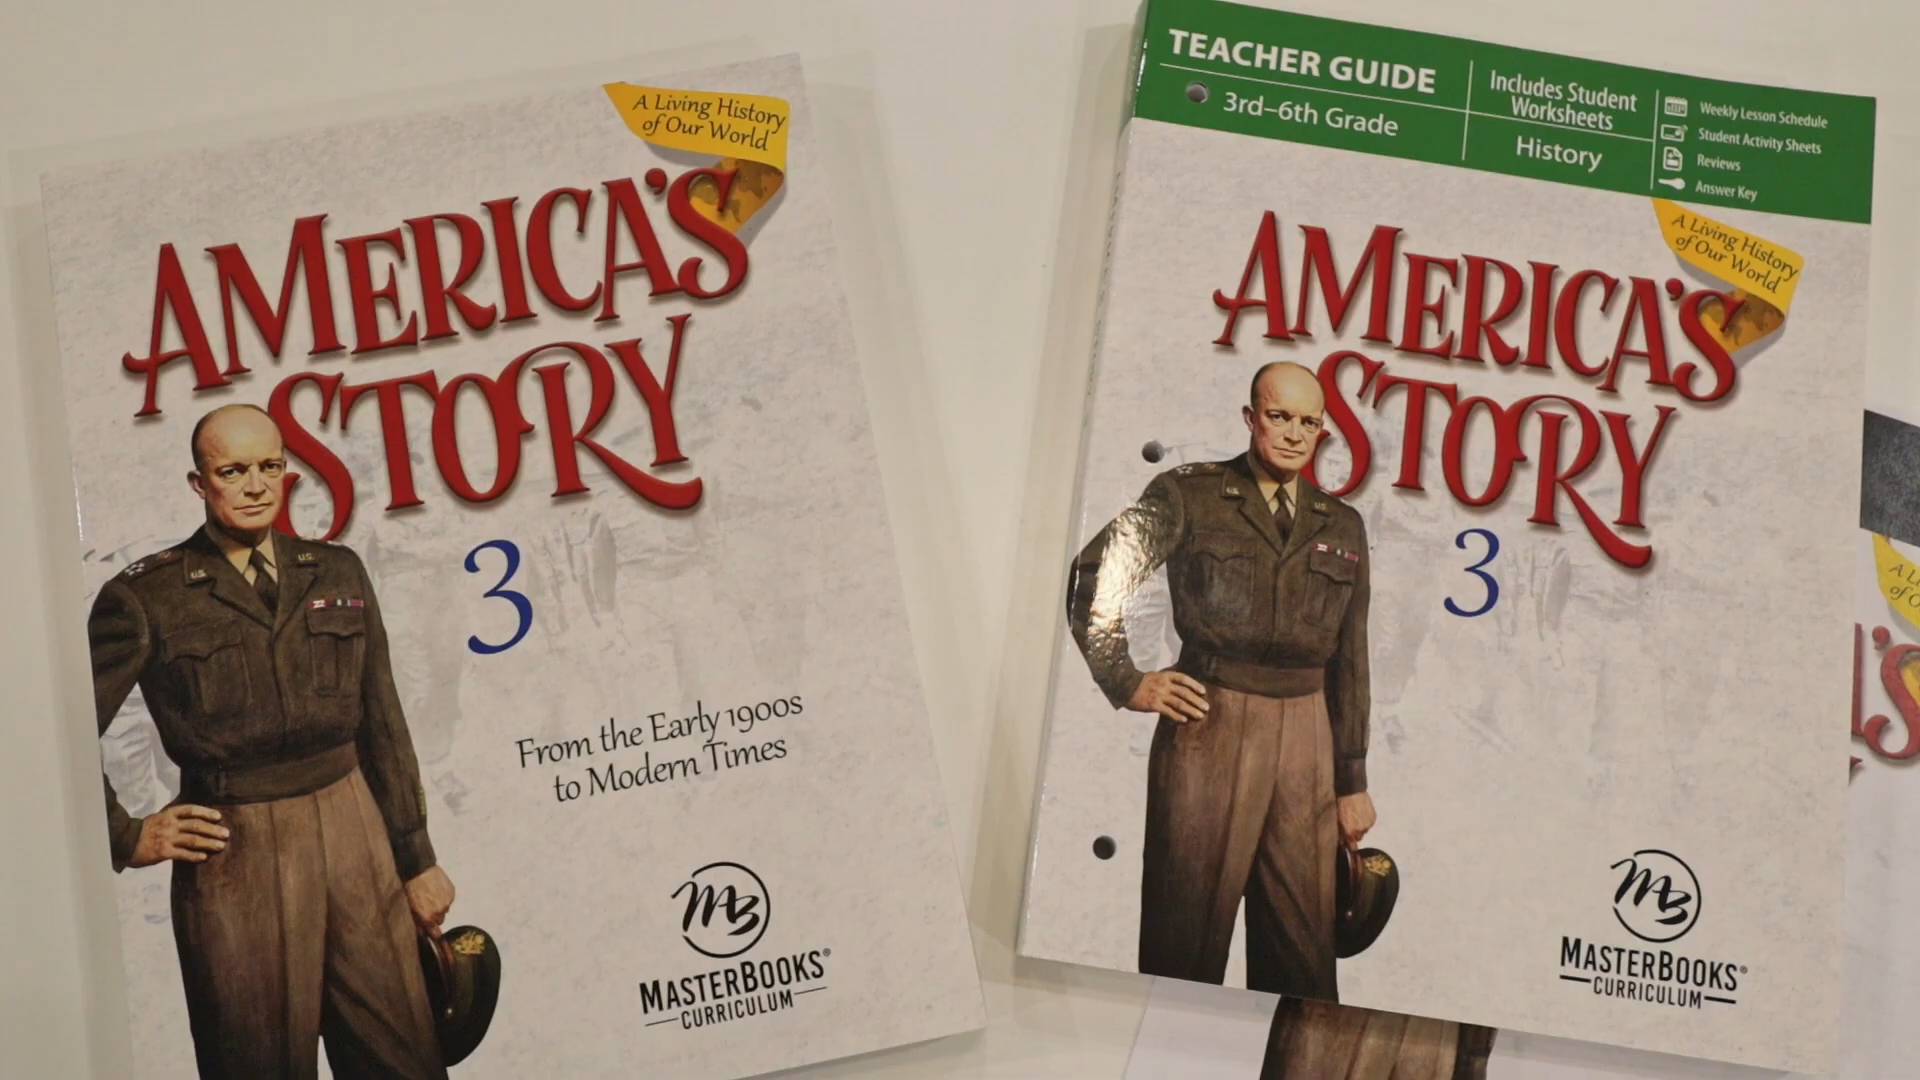 A Living History
of Our World
AMERICA'S
STORY
3
From the Early 1900s
to Modern Times
MB
MASTERBOOKS®
CURRICULUM
TEACHER GUIDE
3rd–6th Grade
Includes Student
Worksheets
History
Weekly Lesson Schedule
Student Activity Sheets
Reviews
Answer Key
A Living History
of Our World
AMERICA'S
STORY
3
U.S.
U.S.
MB
MASTERBOOKS®
CURRICULUM